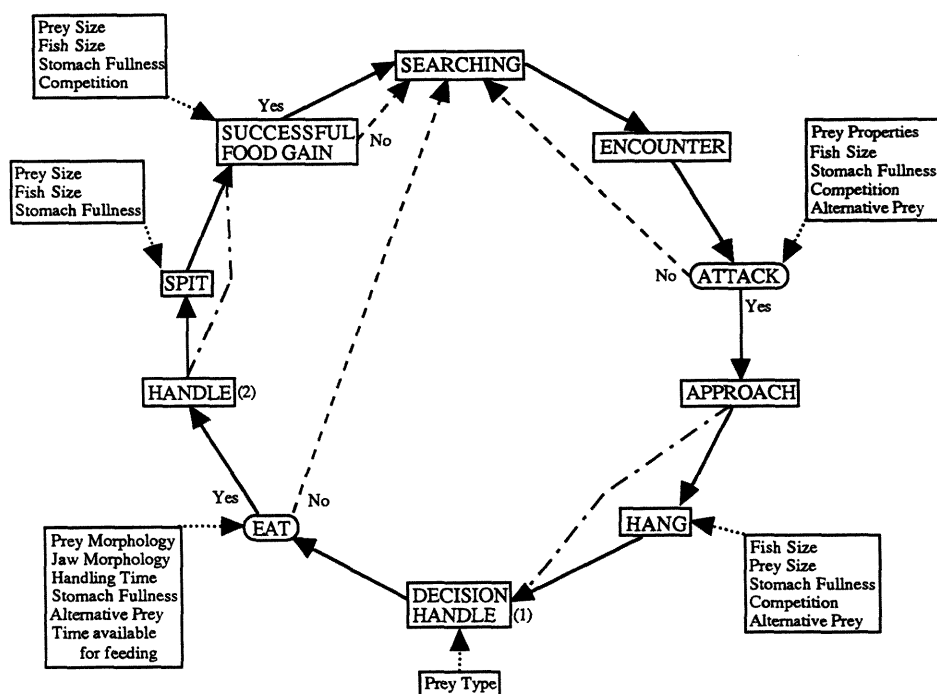 Prey Size
Fish Size
Stomach Fullness
Competition
SEARCHING
Yes
SUCCESSFUL
FOOD GAIN
No
ENCOUNTER
Prey Properties
Fish Size
Stomach Fullness
Competition
Alternative Prey
Prey Size
Fish Size
Stomach Fullness
SPIT
No
ATTACK
Yes
HANDLE (2)
APPROACH
Yes
No
EAT
HANG
Prey Morphology
Jaw Morphology
Handling Time
Stomach Fullness
Alternative Prey
Time available
for feeding
Fish Size
Prey Size
Stomach Fullness
Competition
Alternative Prey
DECISION
HANDLE (1)
Prey Type